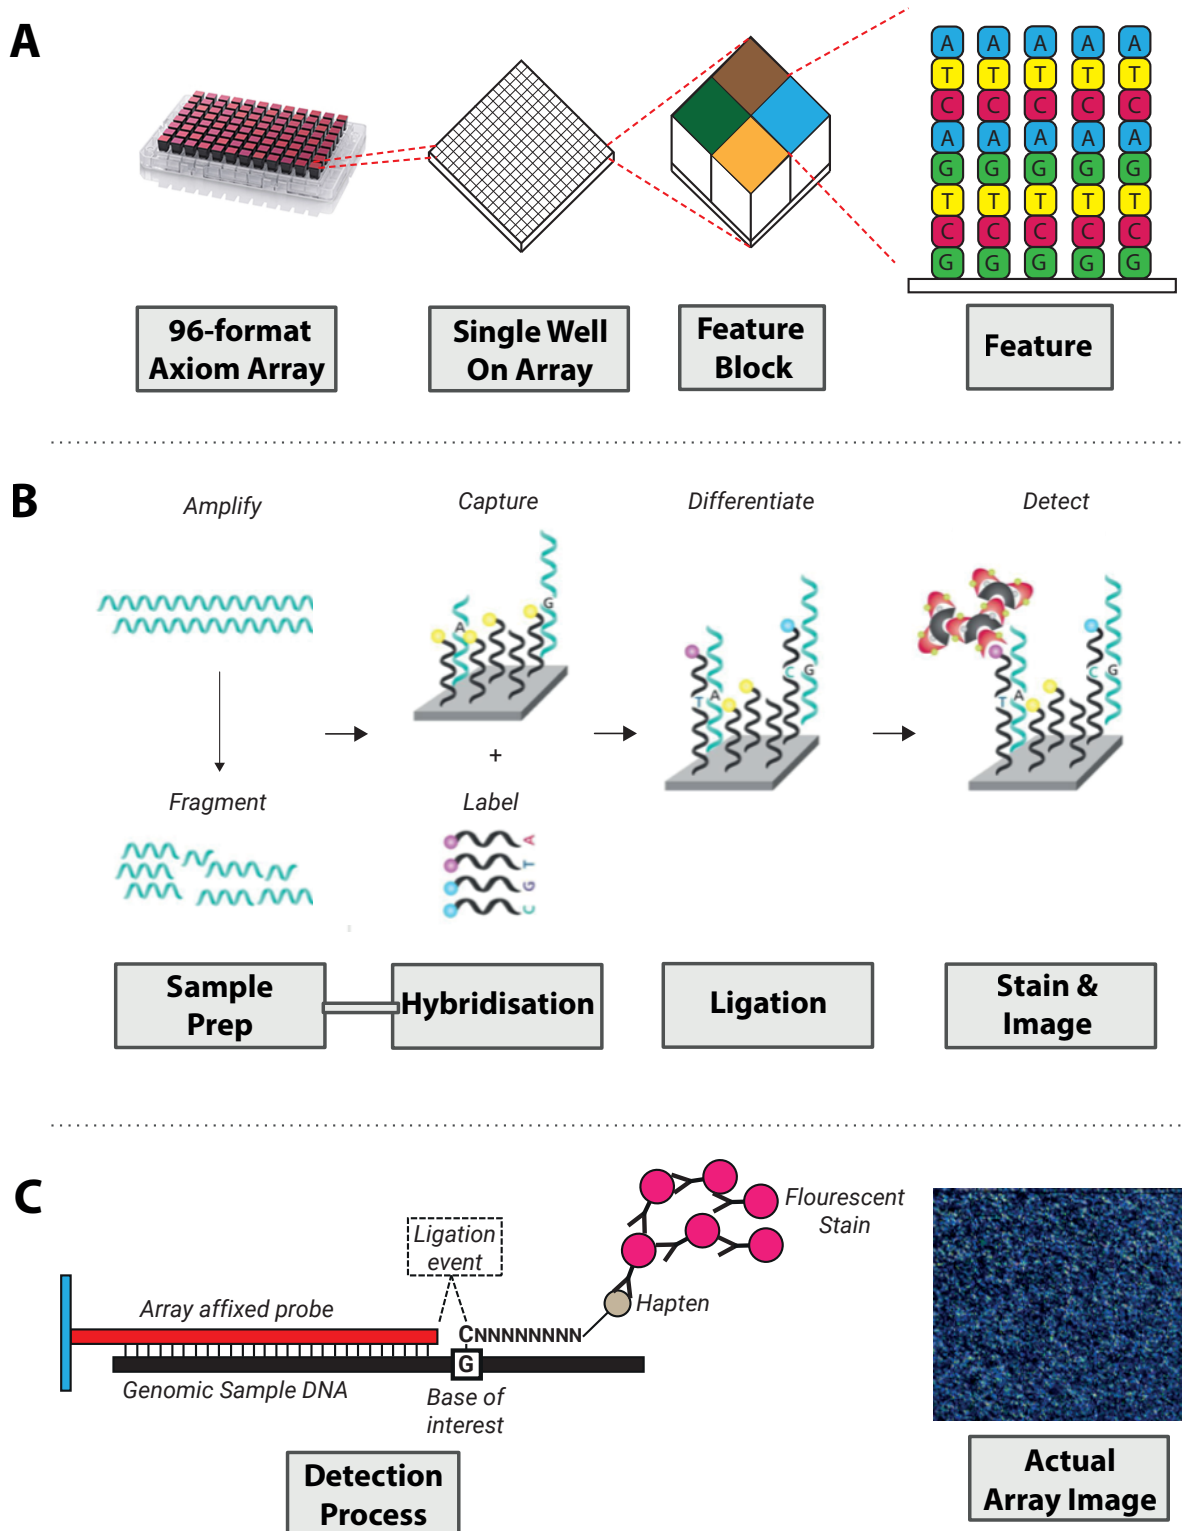 A
A A A A A
T T T T T
C C C C C
A A A A A
G G G G G
T T T T T
C C C C C
G G G G G
96-format
Axiom Array
Single Well
On Array
Feature
Block
Feature
B
Amplify
Capture
Differentiate
Detect
G
A
C G
T A
C G
T A
+
Fragment
Label
A
T
G
C
Sample
Prep
Hybridisation
Ligation
Stain &
Image
C
Flourescent
Stain
Ligation
event
Hapten
Array affixed probe
CNNNNNNNN
G
Genomic Sample DNA
Base of
interest
Detection
Process
Actual
Array Image